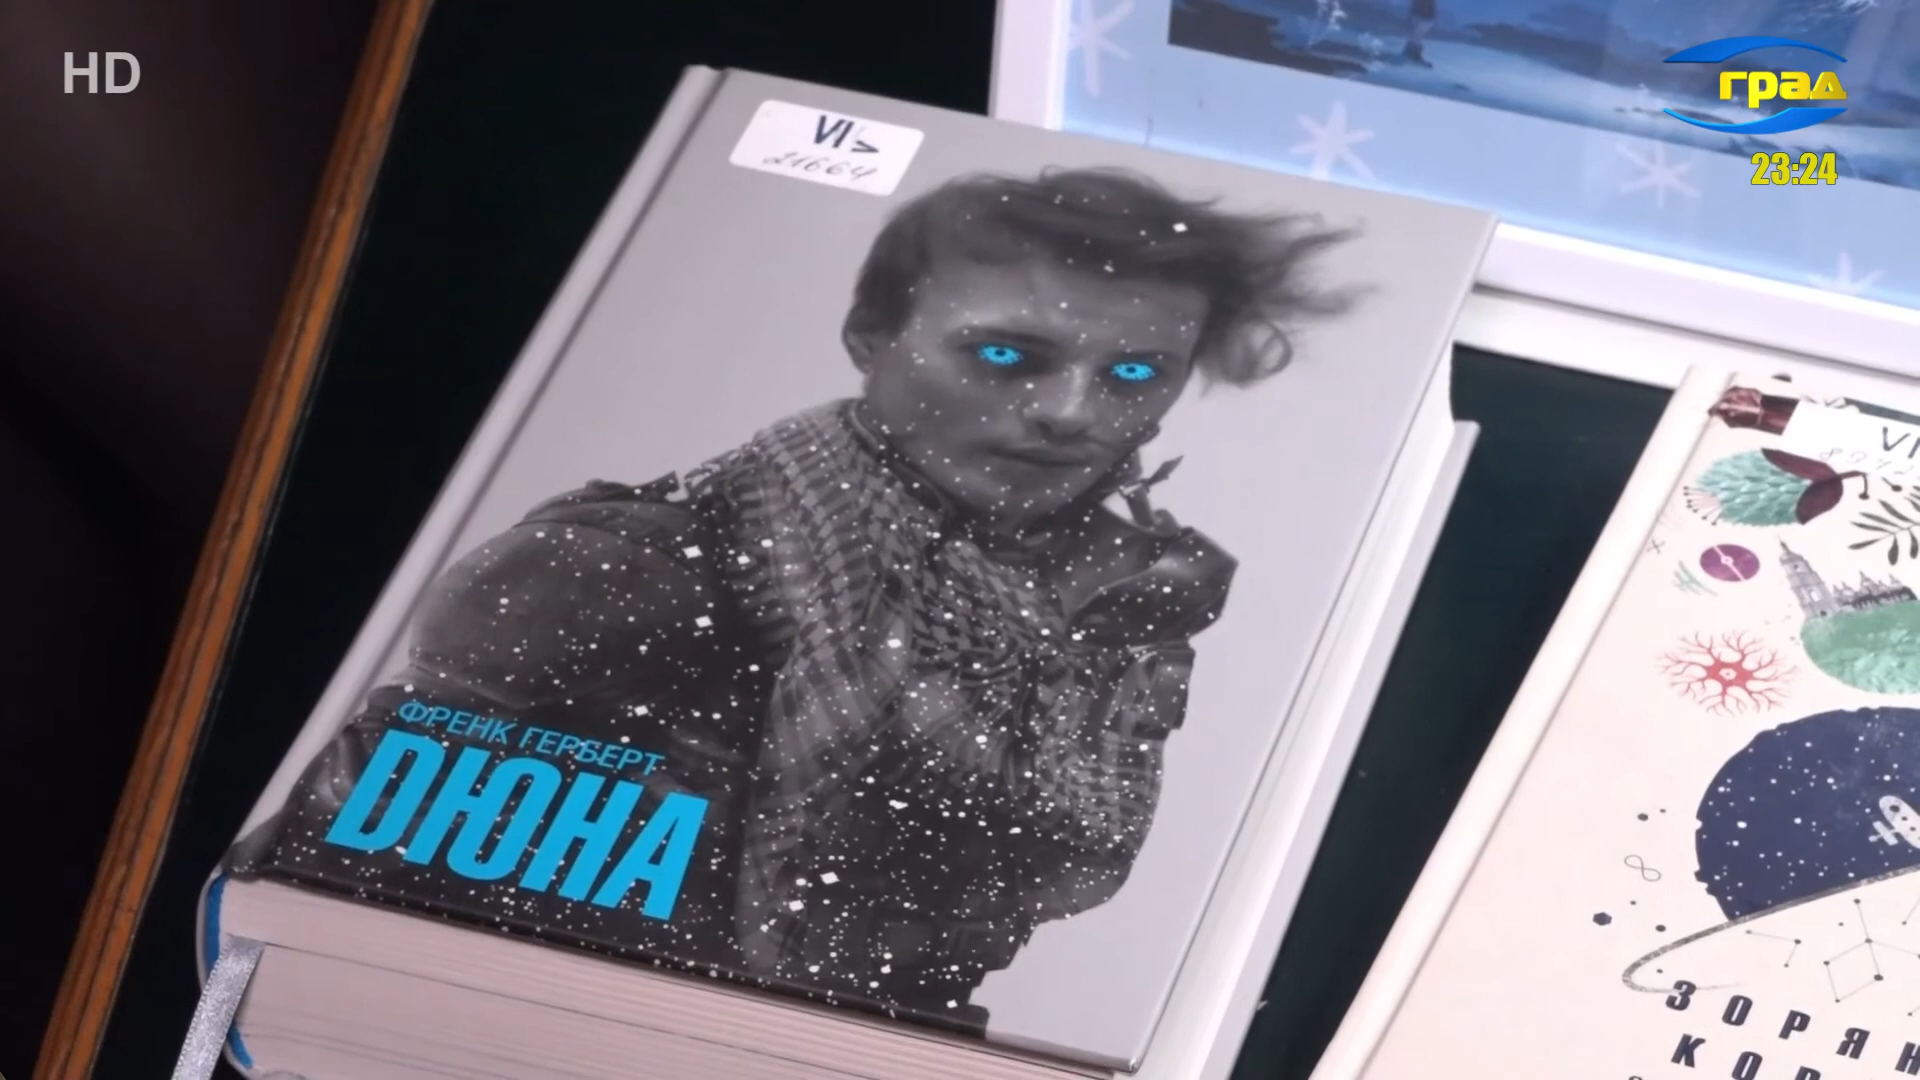 HD
град
23:24
VI
21664
ФРЕНК ГЕРБЕРТ
ДЮНА
VI
ЗОРЯН
КОР